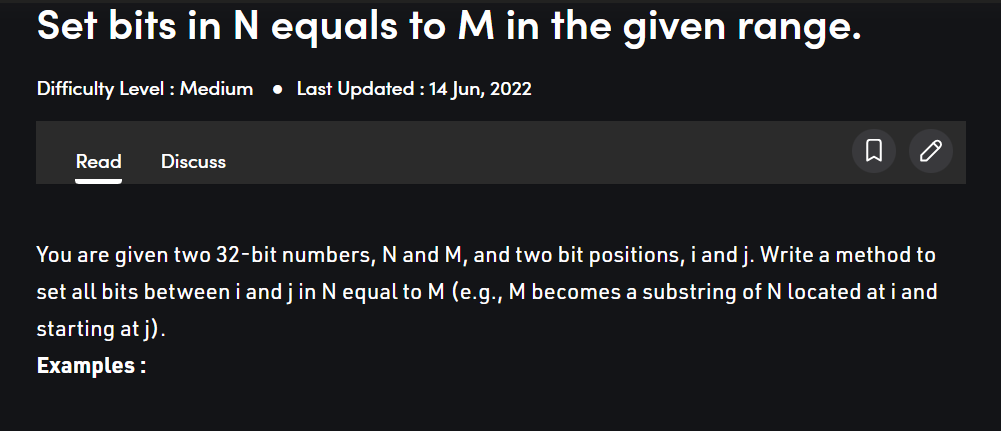 Set bits in N equals to M in the given range.
Difficulty Level : Medium ● Last Updated : 14 Jun, 2022
Read Discuss
You are given two 32-bit numbers, N and M, and two bit positions, i and j. Write a method to
set all bits between i and j in N equal to M (e.g., M becomes a substring of N located at i and
starting at j).
Examples :